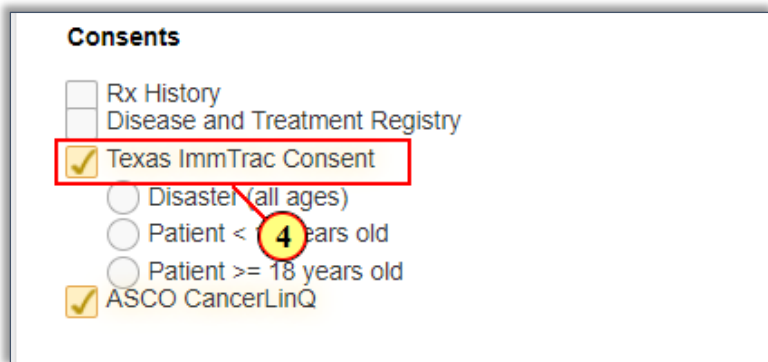 Consents
Rx History
Disease and Treatment Registry
Texas ImmTrac Consent
Disaster (all ages)
Patient < years old
4
Patient >= 18 years old
ASCO CancerLinQ